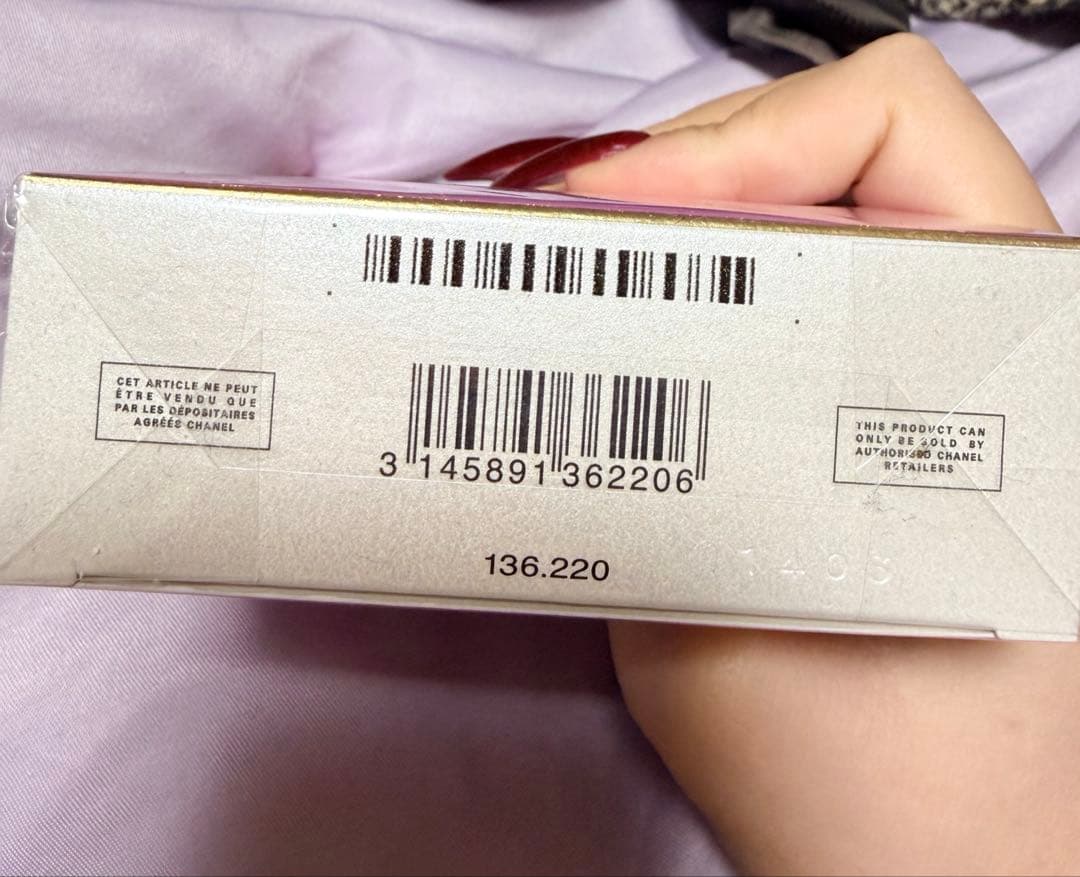 CET ARTICLE NE PEUT
ÊTRE VENDU QUE
PAR LES DÉPOSITAIRES
AGRÉÉS CHANEL
3 145891 362206
THIS PRODUCT CAN
ONLY BE SOLD BY
AUTHORISED CHANEL
RETAILERS
136.220